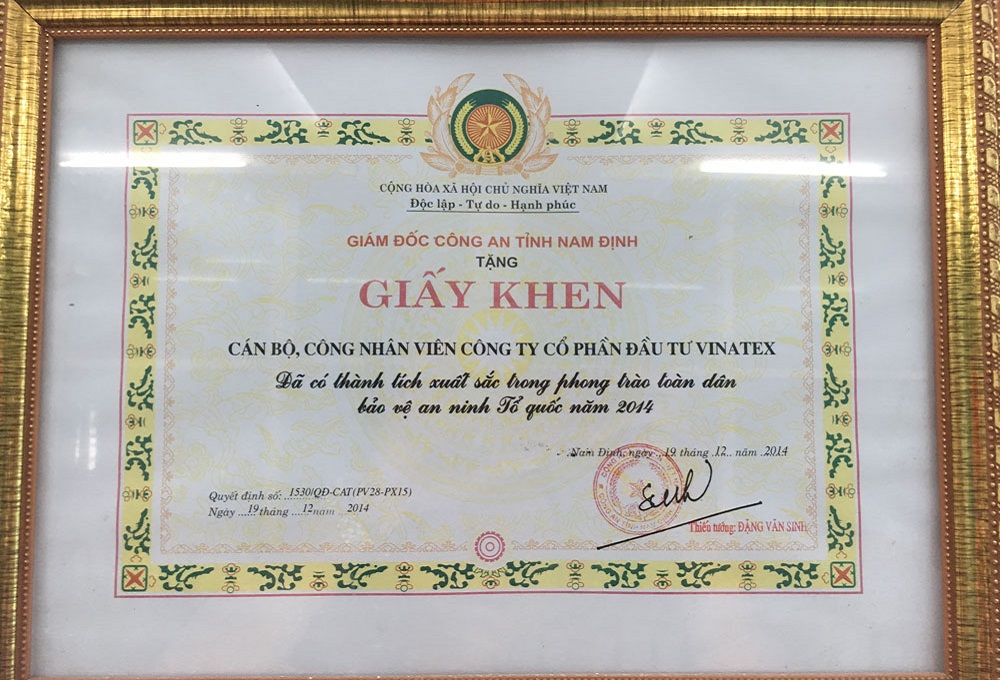 CỘNG HÒA XÃ HỘI CHỦ NGHĨA VIỆT NAM
Độc lập - Tự do - Hạnh phúc
GIÁM ĐỐC CÔNG AN TỈNH NAM ĐỊNH
TẶNG
GIẤY KHEN
CÁN BỘ, CÔNG NHÂN VIÊN CÔNG TY CỔ PHẦN ĐẦU TƯ VINATEX
Đã có thành tích xuất sắc trong phong trào toàn dân
bảo vệ an ninh Tổ quốc năm 2014
Nam Định, ngày ..19 tháng .12.. năm .2014
Quyết định số: ....1530/QĐ-CAT(PV28-PX15)
Ngày .....19 tháng ....12 năm ...2014
Thiếu tướng: ĐẶNG VĂN SINH